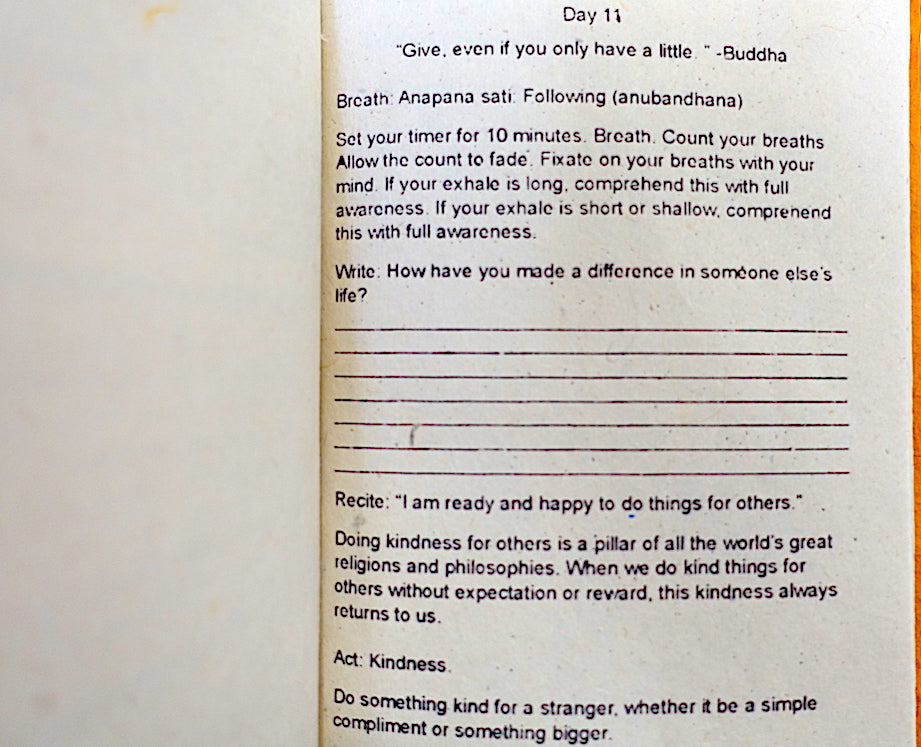 Day 11
"Give, even if you only have a little. " -Buddha
Breath: Anapana sati: Following (anubandhana)
Set your timer for 10 minutes. Breath. Count your breaths
Allow the count to fade. Fixate on your breaths with your
mind. If your exhale is long, comprehend this with full
awareness. If your exhale is short or shallow, comprehend
this with full awareness.
Write: How have you made a difference in someone else's
life?
Recite: "I am ready and happy to do things for others."
Doing kindness for others is a pillar of all the world's great
religions and philosophies. When we do kind things for
others without expectation or reward, this kindness always
returns to us.
Act: Kindness.
Do something kind for a stranger, whether it be a simple
compliment or something bigger.